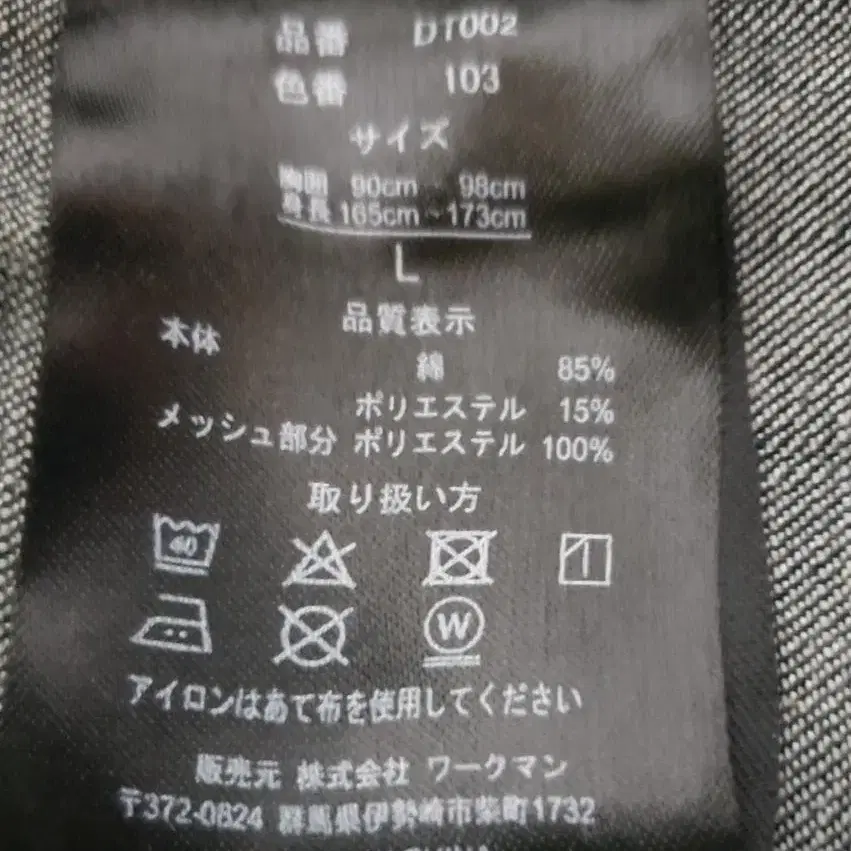 品番 DT002
色番 103
サイズ
胸囲 90cm ~ 98cm
身長 165cm ~ 173cm
L
品質表示
本体
綿 85%
ポリエステル 15%
メッシュ部分 ポリエステル 100%
取り扱い方
40
W
アイロンはあて布を使用してください
販売元 株式会社 ワークマン
〒372-0824 群馬県伊勢崎市柴町1732